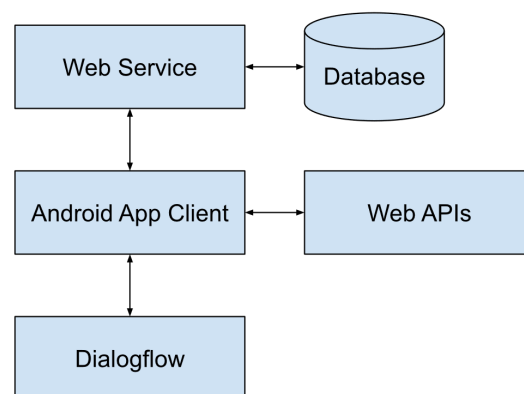 Web Service
Database
Android App Client
Web APIs
Dialogflow